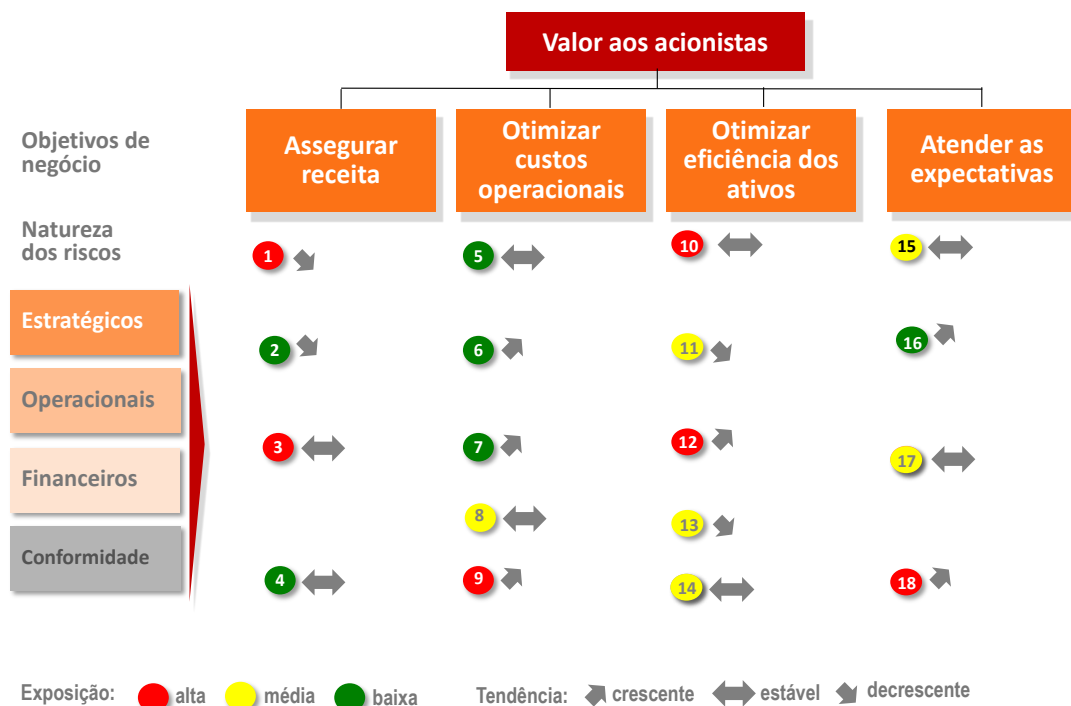 Valor aos acionistas
Objetivos de
negócio
Assegurar
receita
Otimizar
custos
operacionais
Otimizar
eficiência dos
ativos
Atender as
expectativas
Natureza
dos riscos
1
5
10
15
Estratégicos
2
6
11
16
Operacionais
3
7
12
17
Financeiros
8
13
Conformidade
4
9
14
18
Exposição: alta média baixa Tendência: crescente estável decrescente